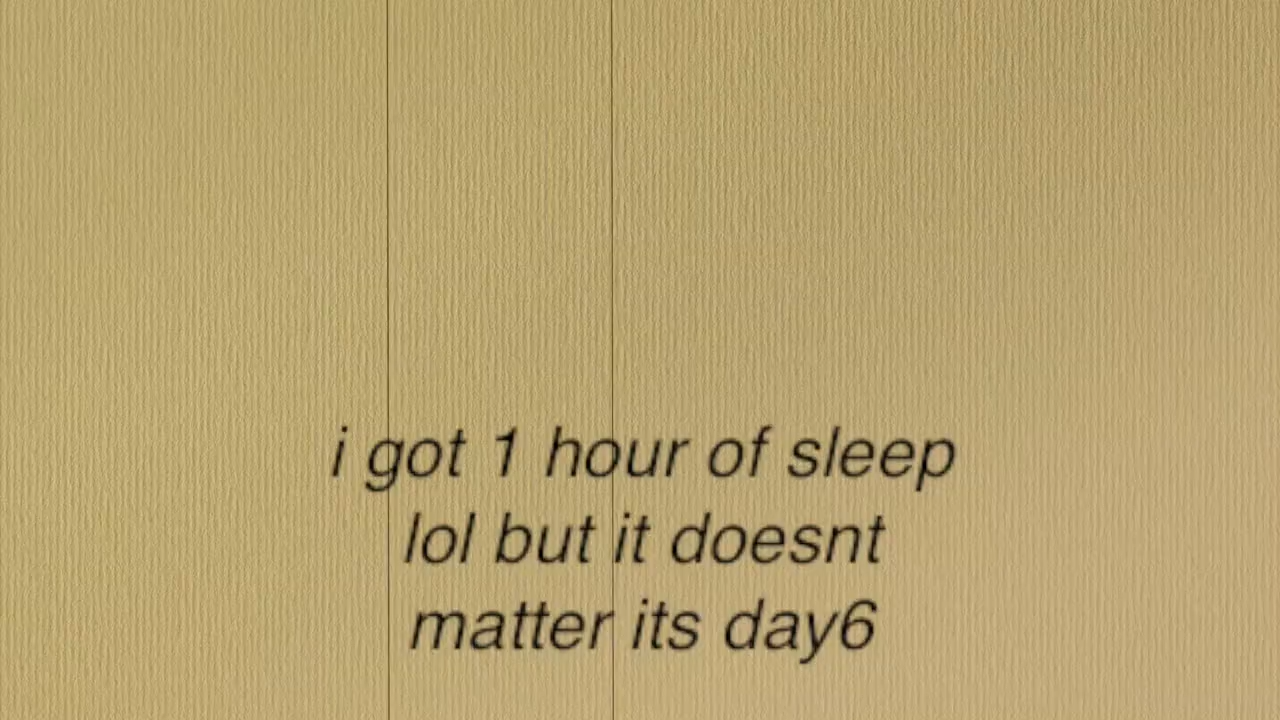 i got 1 hour of sleep
lol but it doesnt
matter its day6